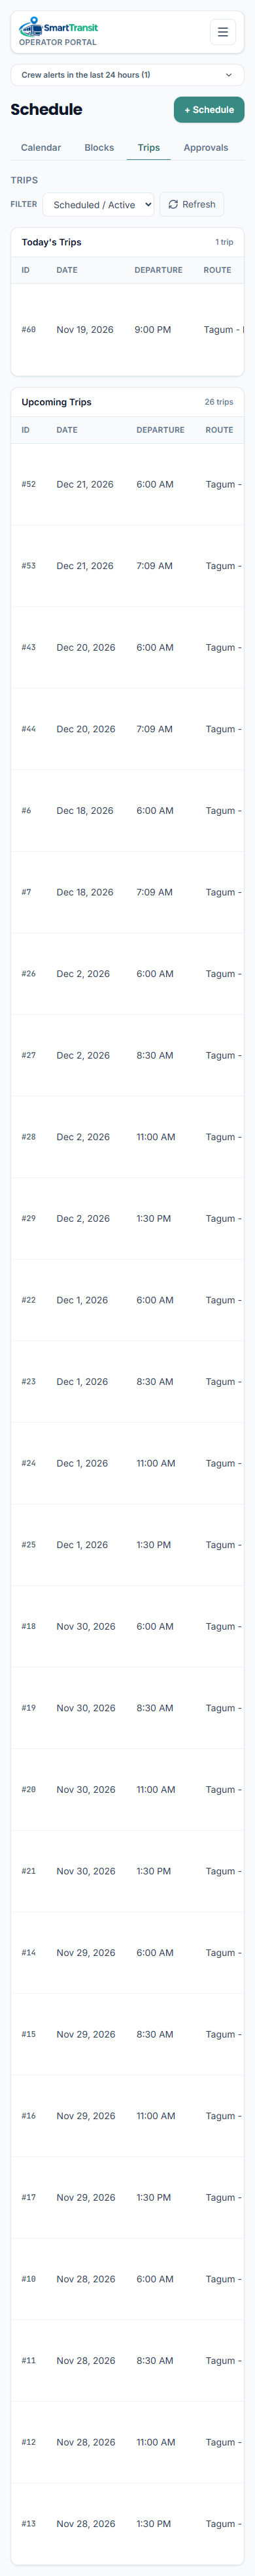 SmartTransit
OPERATOR PORTAL
Crew alerts in the last 24 hours (1)
Schedule
+ Schedule
Calendar Blocks Trips Approvals
TRIPS
FILTER Scheduled / Active Refresh
Today's Trips 1 trip
ID DATE DEPARTURE ROUTE
#60 Nov 19, 2026 9:00 PM Tagum -
Upcoming Trips 26 trips
ID DATE DEPARTURE ROUTE
#52 Dec 21, 2026 6:00 AM Tagum -
#53 Dec 21, 2026 7:09 AM Tagum -
#43 Dec 20, 2026 6:00 AM Tagum -
#44 Dec 20, 2026 7:09 AM Tagum -
#6 Dec 18, 2026 6:00 AM Tagum -
#7 Dec 18, 2026 7:09 AM Tagum -
#26 Dec 2, 2026 6:00 AM Tagum -
#27 Dec 2, 2026 8:30 AM Tagum -
#28 Dec 2, 2026 11:00 AM Tagum -
#29 Dec 2, 2026 1:30 PM Tagum -
#22 Dec 1, 2026 6:00 AM Tagum -
#23 Dec 1, 2026 8:30 AM Tagum -
#24 Dec 1, 2026 11:00 AM Tagum -
#25 Dec 1, 2026 1:30 PM Tagum -
#18 Nov 30, 2026 6:00 AM Tagum -
#19 Nov 30, 2026 8:30 AM Tagum -
#20 Nov 30, 2026 11:00 AM Tagum -
#21 Nov 30, 2026 1:30 PM Tagum -
#14 Nov 29, 2026 6:00 AM Tagum -
#15 Nov 29, 2026 8:30 AM Tagum -
#16 Nov 29, 2026 11:00 AM Tagum -
#17 Nov 29, 2026 1:30 PM Tagum -
#10 Nov 28, 2026 6:00 AM Tagum -
#11 Nov 28, 2026 8:30 AM Tagum -
#12 Nov 28, 2026 11:00 AM Tagum -
#13 Nov 28, 2026 1:30 PM Tagum -